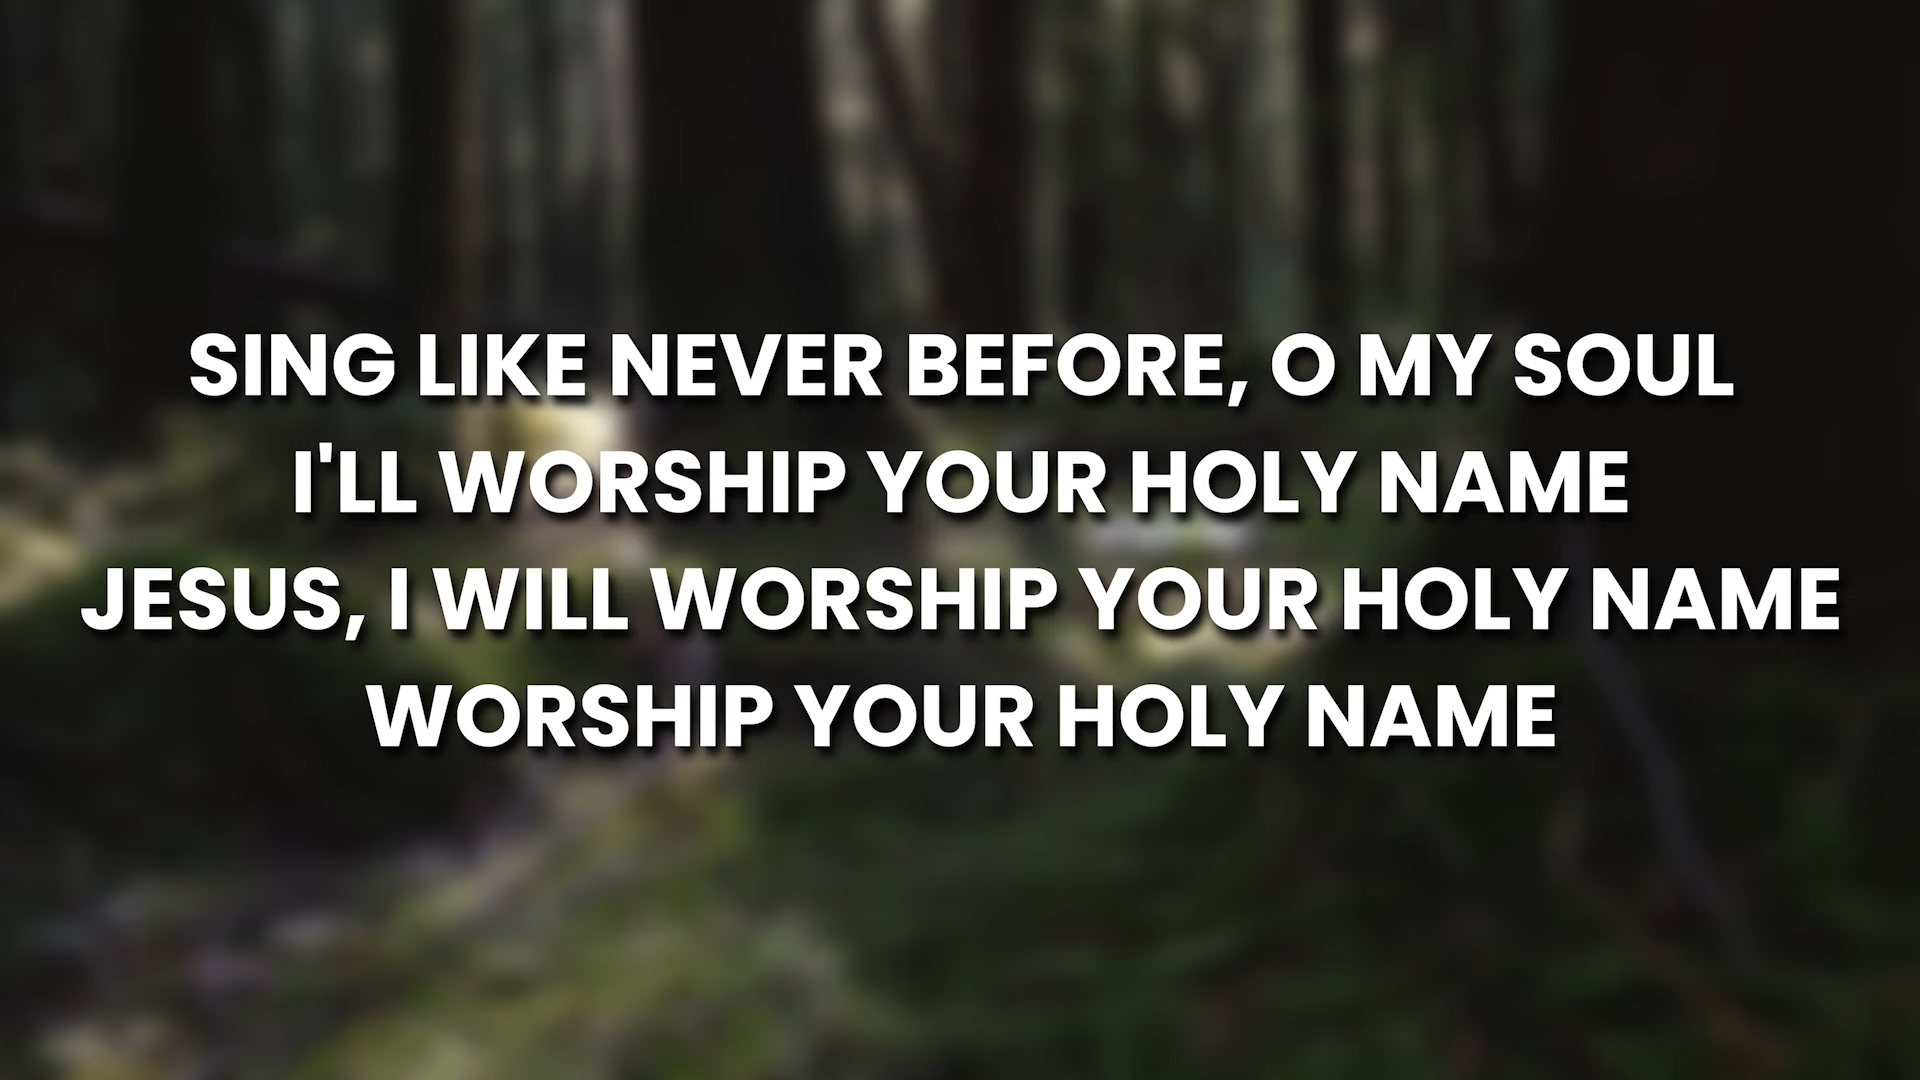 SING LIKE NEVER BEFORE, O MY SOUL
I'LL WORSHIP YOUR HOLY NAME
JESUS, I WILL WORSHIP YOUR HOLY NAME
WORSHIP YOUR HOLY NAME